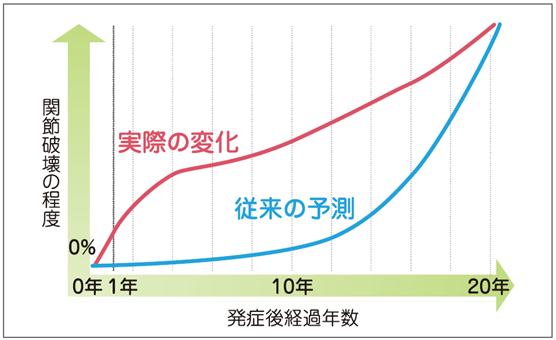 関節破壊の程度
実際の変化
従来の予測
0%
0年 1年 10年 20年
発症後経過年数